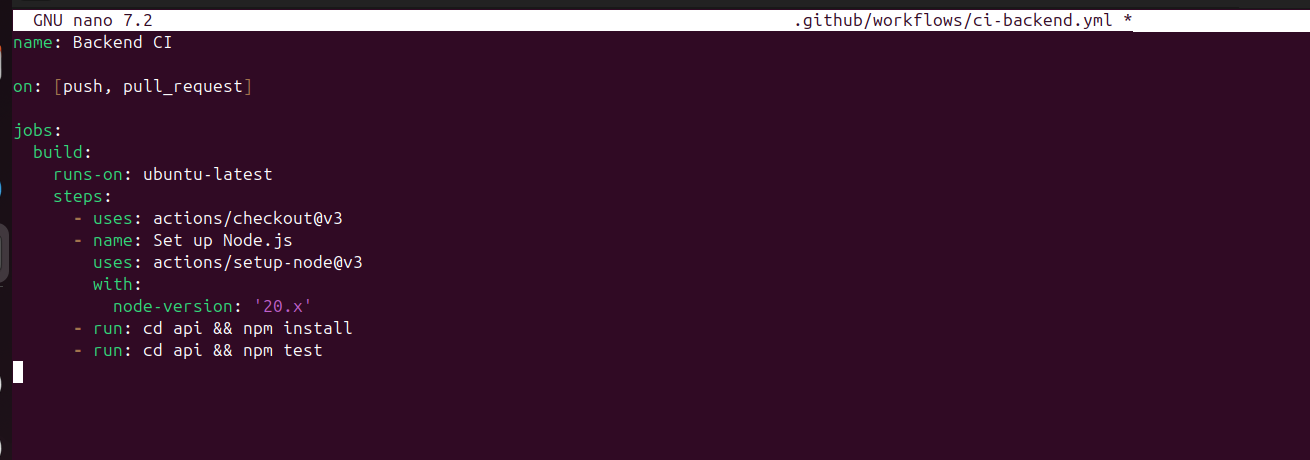 GNU nano 7.2 .github/workflows/ci-backend.yml *
name: Backend CI
on: [push, pull_request]
jobs:
  build:
    runs-on: ubuntu-latest
    steps:
      - uses: actions/checkout@v3
      - name: Set up Node.js
        uses: actions/setup-node@v3
        with:
          node-version: '20.x'
      - run: cd api && npm install
      - run: cd api && npm test